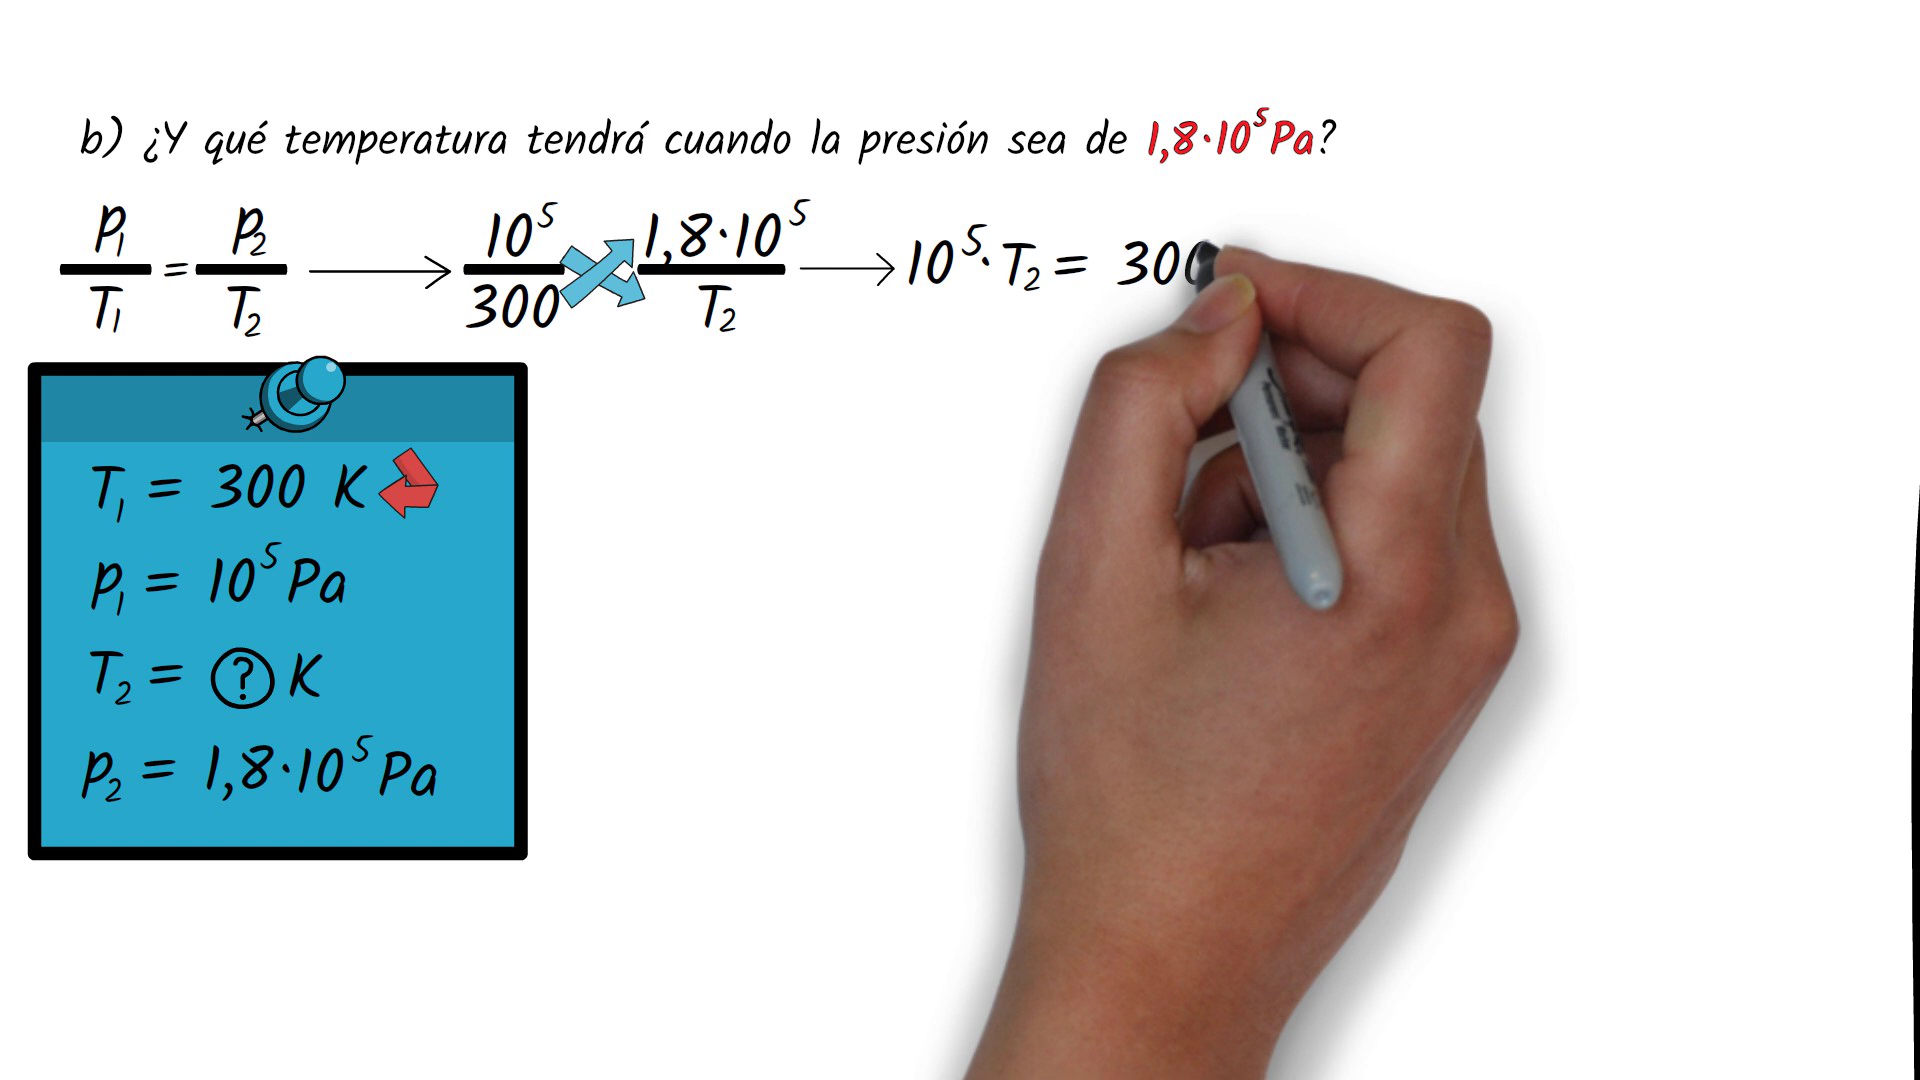 b) ¿Y qué temperatura tendrá cuando la presión sea de 1,8·10⁵ Pa?
p₁/T₁ = p₂/T₂ → 10⁵/300 1,8·10⁵/T₂ → 10⁵·T₂ = 300
T₁ = 300 K
p₁ = 10⁵ Pa
T₂ = ? K
p₂ = 1,8·10⁵ Pa